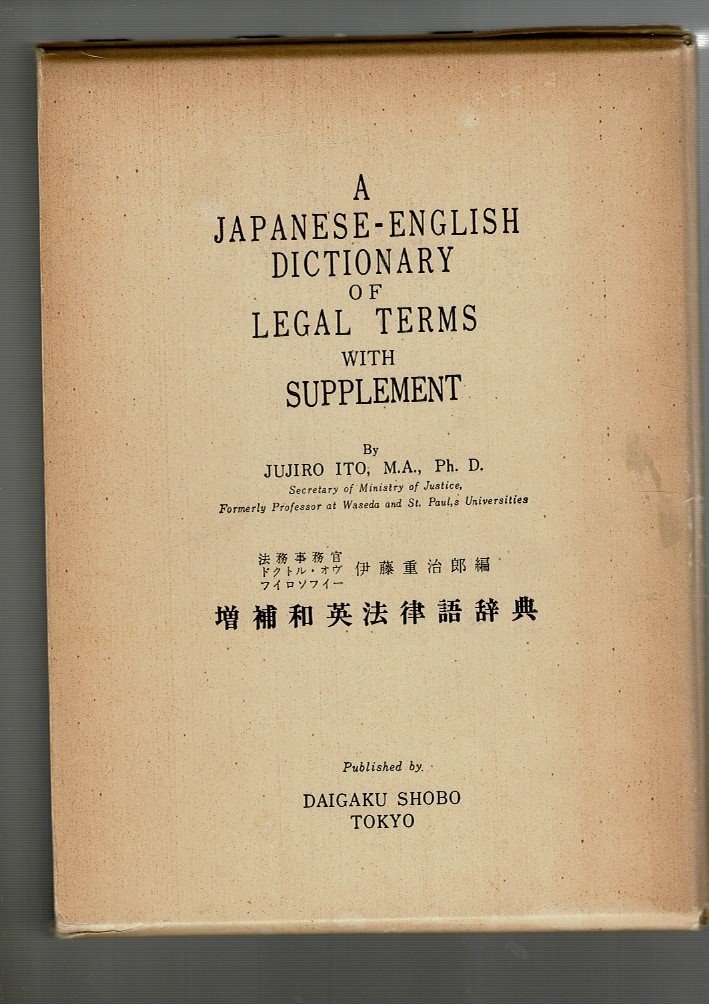 A
JAPANESE-ENGLISH
DICTIONARY
OF
LEGAL TERMS
WITH
SUPPLEMENT
By
JUJIRO ITO, M.A., Ph. D.
Secretary of Ministry of Justice,
Formerly Professor at Waseda and St. Paul,s Universities
法務事務官
ドクトル・オヴ
フイロソフイー
伊藤重治郎編
増補和英法律語辞典
Published by.
DAIGAKU SHOBO
TOKYO